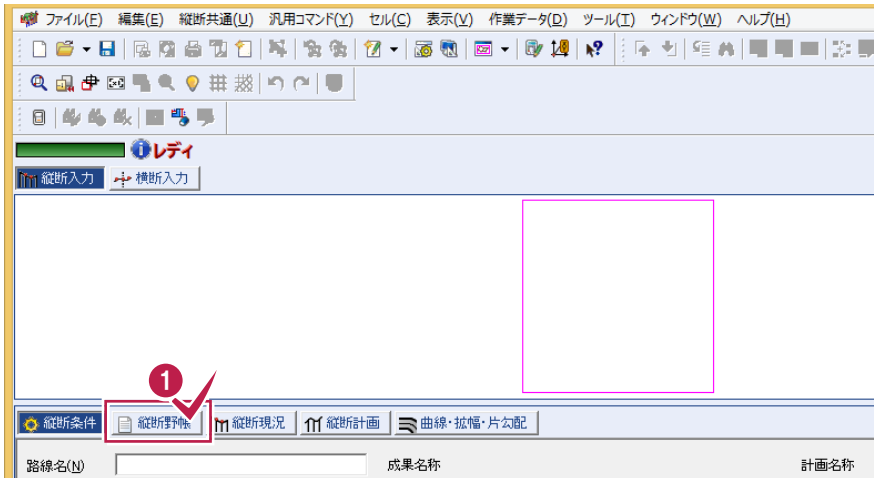 ファイル(F) 編集(E) 縦断共通(U) 汎用コマンド(Y) セル(C) 表示(V) 作業データ(D) ツール(T) ウィンドウ(W) ヘルプ(H)
レディ
縦断入力 横断入力
1
縦断条件 縦断野帳 縦断現況 縦断計画 曲線・拡幅・片勾配
路線名(N) 成果名称 計画名称